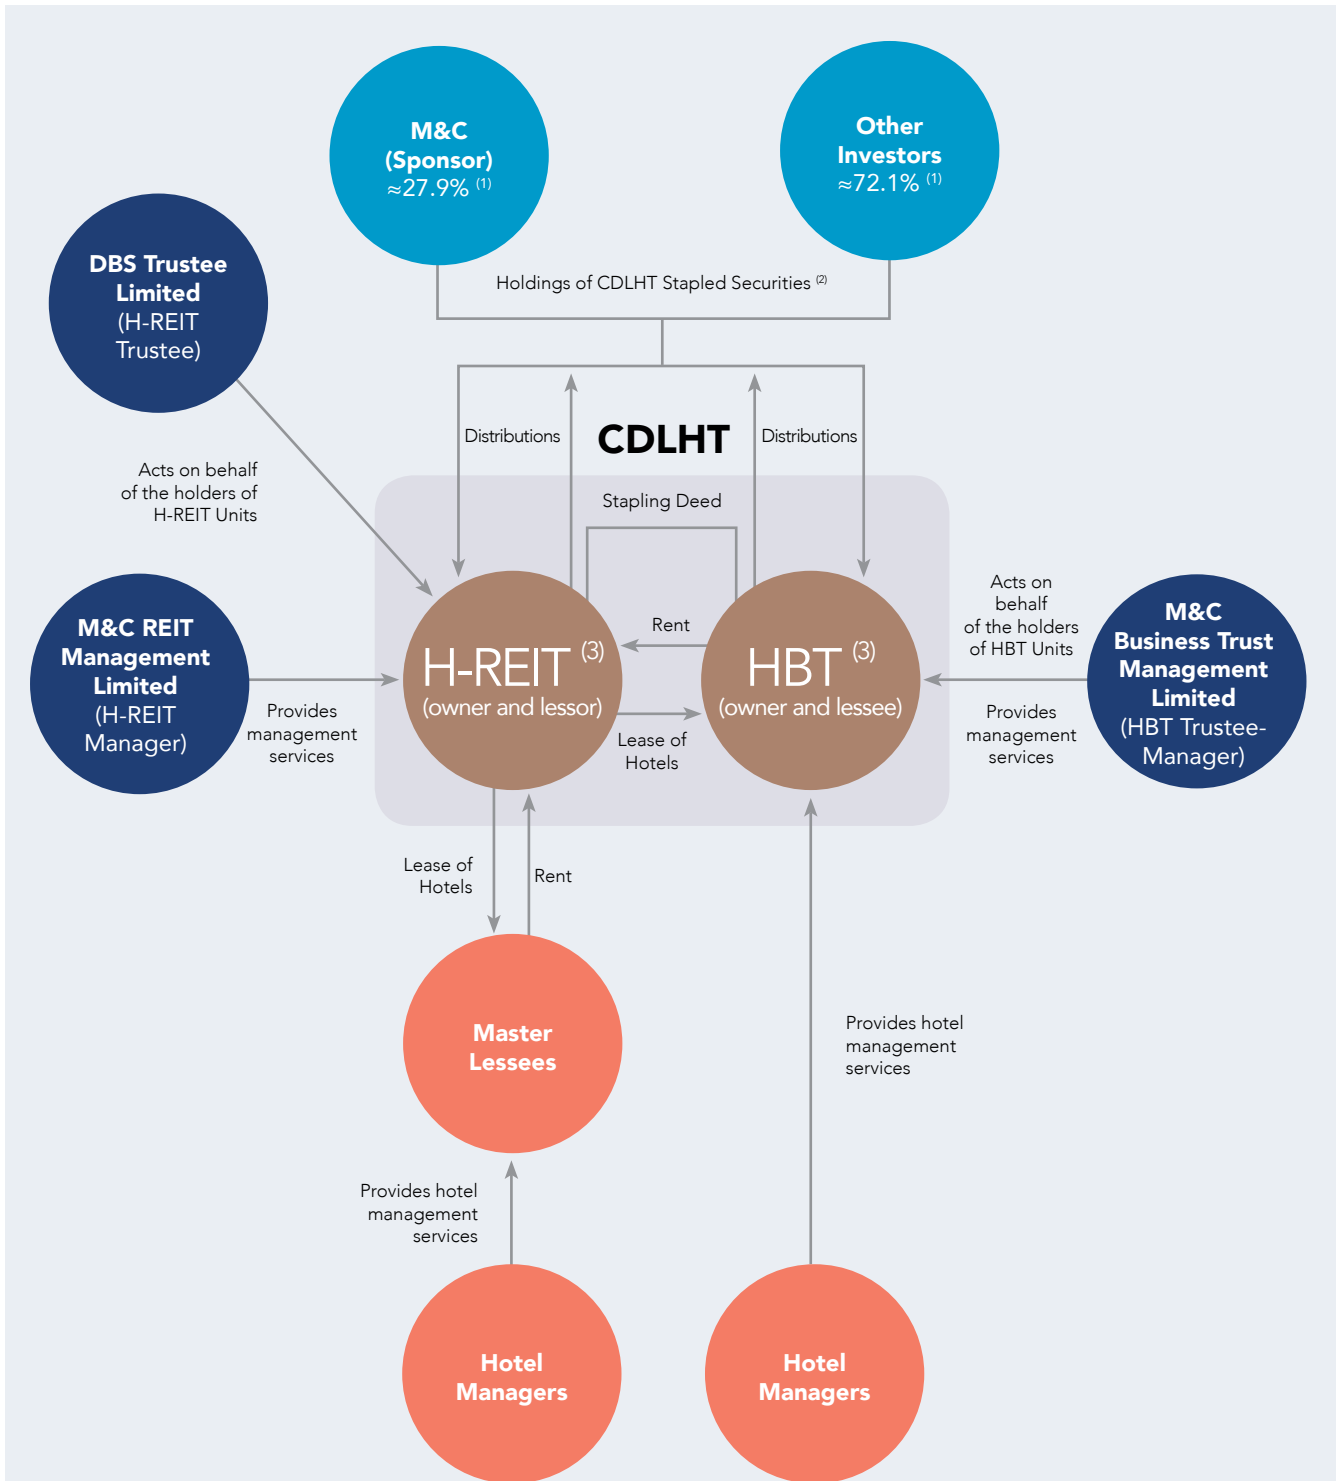 M&C
(Sponsor)
≈27.9% (1)
Other
Investors
≈72.1% (1)
DBS Trustee
Limited
(H-REIT
Trustee)
Holdings of CDLHT Stapled Securities (2)
Distributions
CDLHT
Distributions
Acts on behalf
of the holders of
H-REIT Units
Stapling Deed
M&C REIT
Management
Limited
(H-REIT
Manager)
Provides
management
services
H-REIT (3)
(owner and lessor)
Rent
Lease of
Hotels
HBT (3)
(owner and lessee)
Acts on
behalf
of the holders
of HBT Units
Provides
management
services
M&C
Business Trust
Management
Limited
(HBT Trustee-
Manager)
Lease of
Hotels
Rent
Master
Lessees
Provides hotel
management
services
Provides hotel
management
services
Hotel
Managers
Hotel
Managers